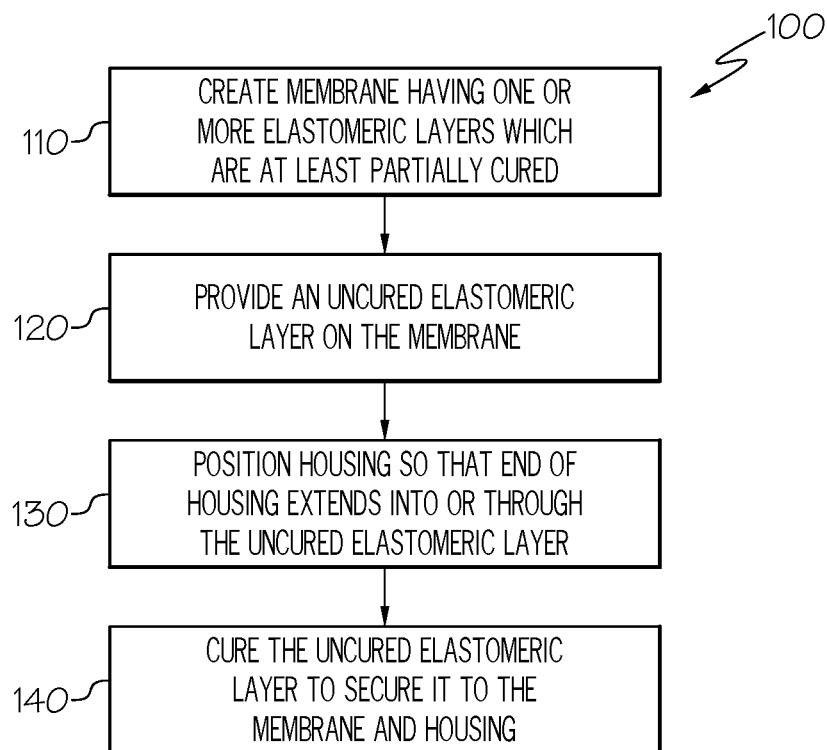 100
110
CREATE MEMBRANE HAVING ONE OR
MORE ELASTOMERIC LAYERS WHICH
ARE AT LEAST PARTIALLY CURED
120
PROVIDE AN UNCURED ELASTOMERIC
LAYER ON THE MEMBRANE
130
POSITION HOUSING SO THAT END OF
HOUSING EXTENDS INTO OR THROUGH
THE UNCURED ELASTOMERIC LAYER
140
CURE THE UNCURED ELASTOMERIC
LAYER TO SECURE IT TO THE
MEMBRANE AND HOUSING